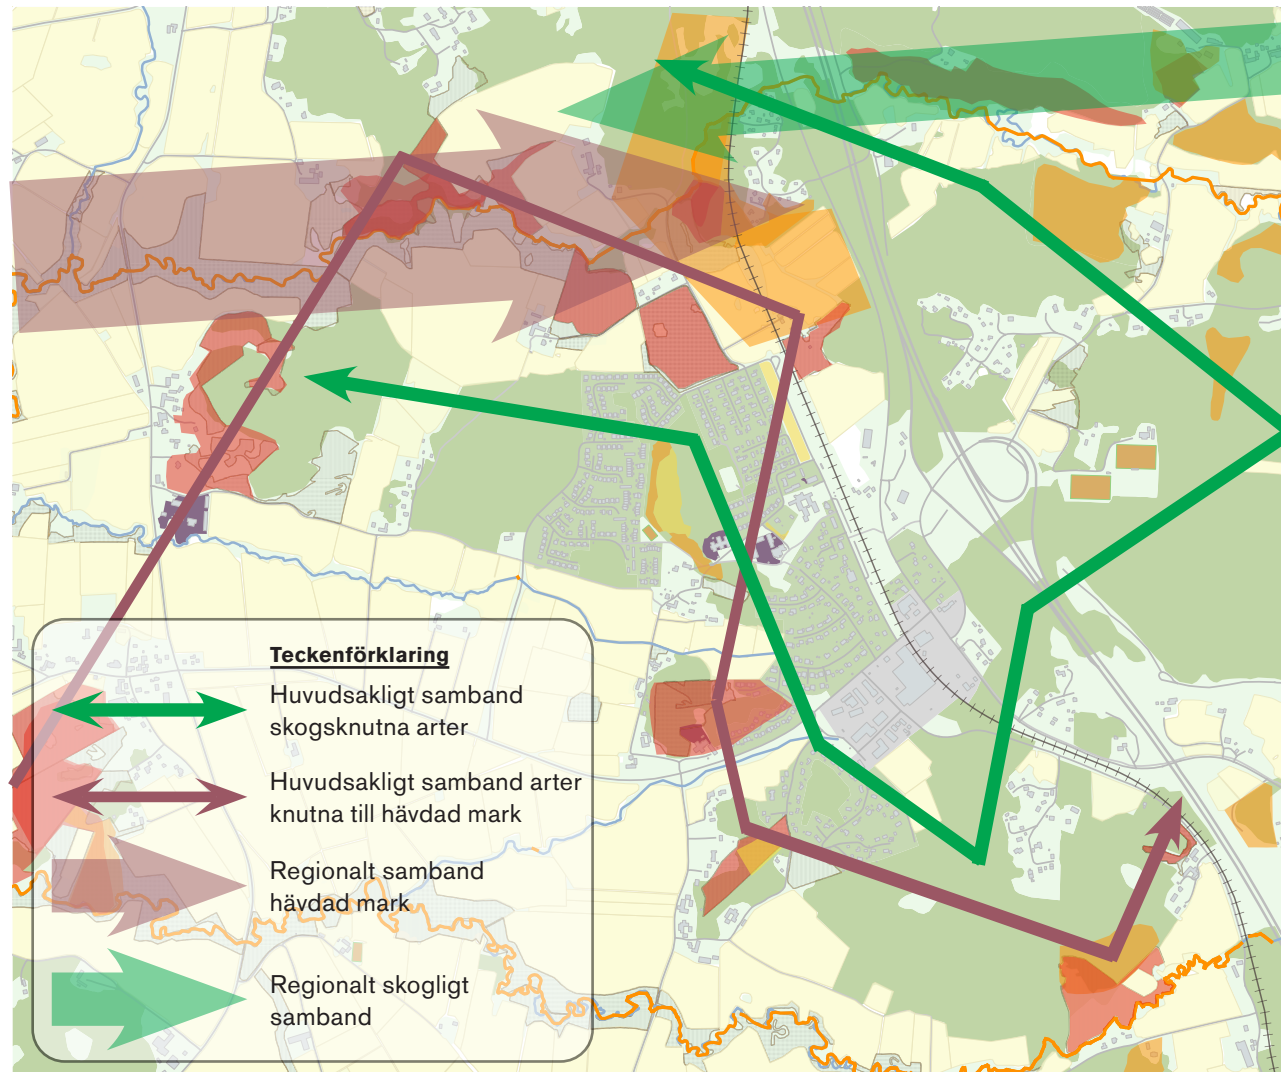 Teckenförklaring
Huvudsakligt samband
skogsknutna arter
Huvudsakligt samband arter
knutna till hävdad mark
Regionalt samband
hävdad mark
Regionalt skogligt
samband